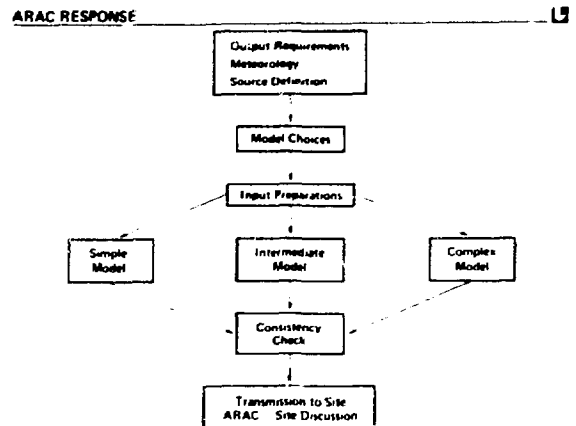 ARAC RESPONSE
Output Requirements
Meteorology
Source Definition
Model Choices
Input Preparations
Simple
Model
Intermediate
Model
Complex
Model
Consistency
Check
Transmission to Site
ARAC Site Discussion